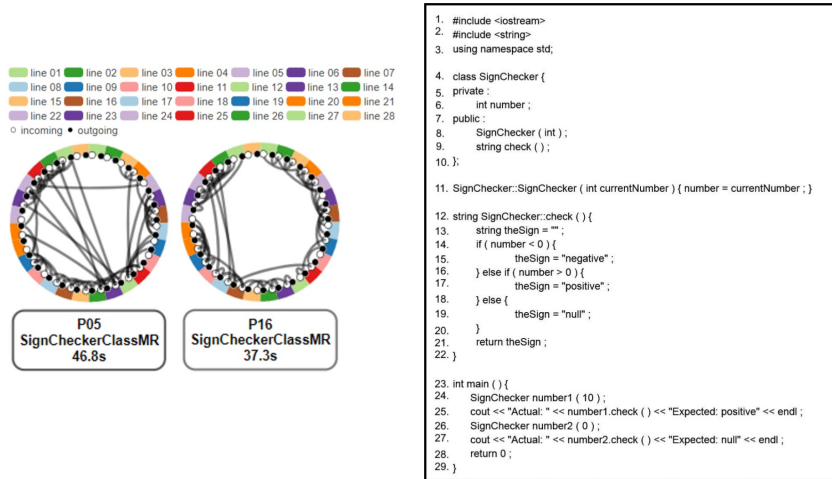 line 01 line 02 line 03 line 04 line 05 line 06 line 07
line 08 line 09 line 10 line 11 line 12 line 13 line 14
line 15 line 16 line 17 line 18 line 19 line 20 line 21
line 22 line 23 line 24 line 25 line 26 line 27 line 28
incoming outgoing
P05
SignCheckerClassMR
46.8s
P16
SignCheckerClassMR
37.3s
1. #include <iostream>
2. #include <string>
3. using namespace std;
4. class SignChecker {
5. private :
6. int number ;
7. public :
8. SignChecker ( int ) ;
9. string check ( ) ;
10. };
11. SignChecker::SignChecker ( int currentNumber ) { number = currentNumber ; }
12. string SignChecker::check ( ) {
13. string theSign = "" ;
14. if ( number < 0 ) {
15. theSign = "negative" ;
16. } else if ( number > 0 ) {
17. theSign = "positive" ;
18. } else {
19. theSign = "null" ;
20. }
21. return theSign ;
22. }
23. int main ( ) {
24. SignChecker number1 ( 10 ) ;
25. cout << "Actual: " << number1.check ( ) << "Expected: positive" << endl ;
26. SignChecker number2 ( 0 ) ;
27. cout << "Actual: " << number2.check ( ) << "Expected: null" << endl ;
28. return 0 ;
29. }